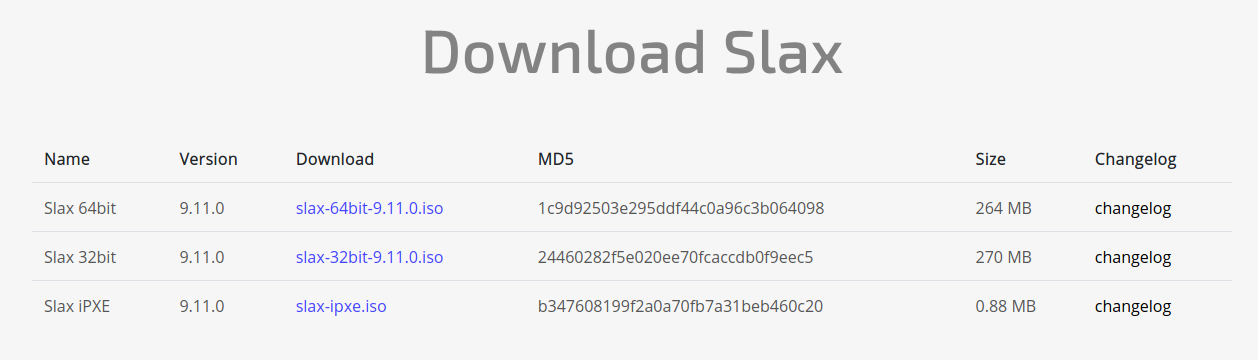 Download Slax
Name Version Download MD5 Size Changelog
Slax 64bit 9.11.0 slax-64bit-9.11.0.iso 1c9d92503e295ddf44c0a96c3b064098 264 MB changelog
Slax 32bit 9.11.0 slax-32bit-9.11.0.iso 24460282f5e020ee70fcaccdb0f9eec5 270 MB changelog
Slax iPXE 9.11.0 slax-ipxe.iso b347608199f2a0a70fb7a31beb460c20 0.88 MB changelog